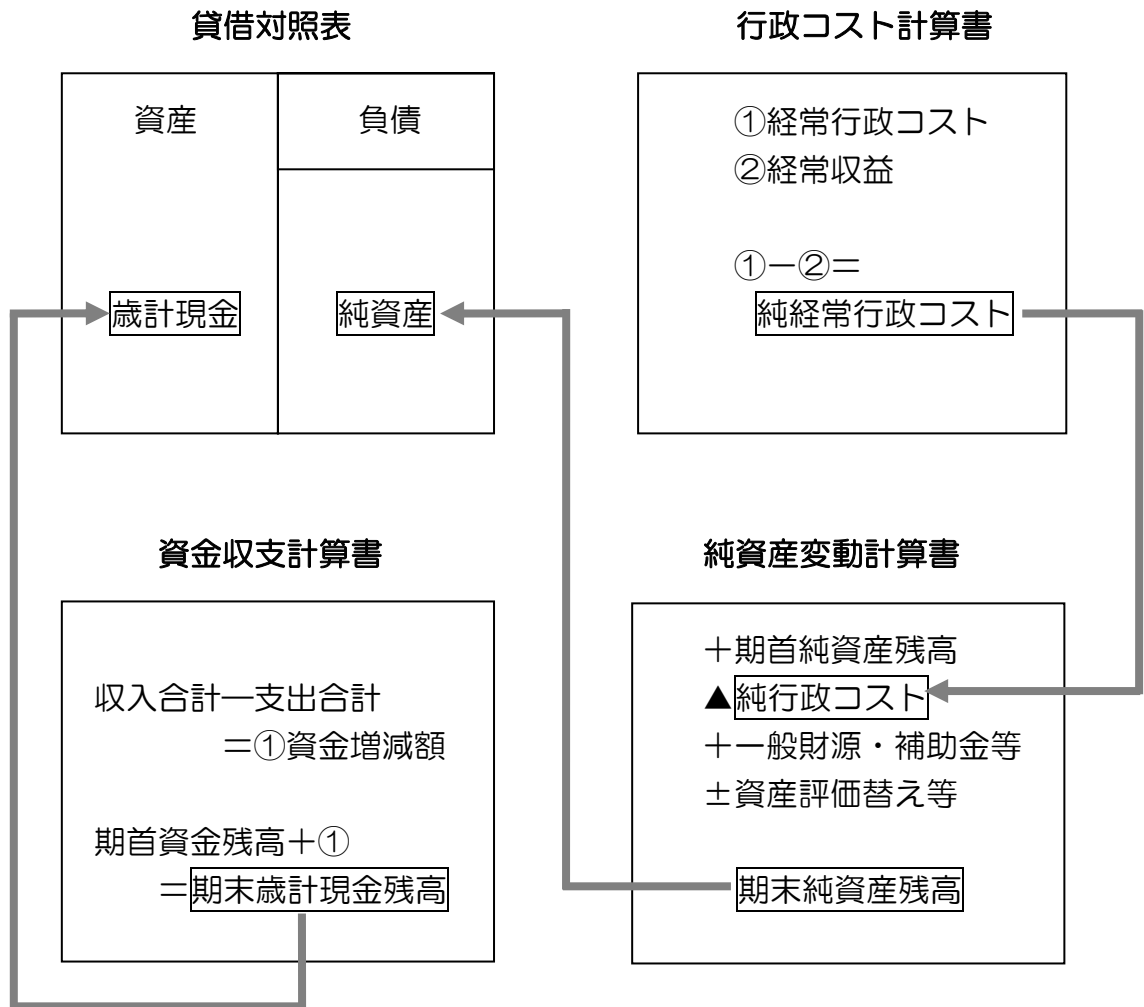 貸借対照表
資産
負債
歳計現金
純資産
行政コスト計算書
①経常行政コスト
②経常収益
①－②＝
純経常行政コスト
資金収支計算書
収入合計―支出合計
＝①資金増減額
期首資金残高＋①
＝期末歳計現金残高
純資産変動計算書
＋期首純資産残高
▲純行政コスト
＋一般財源・補助金等
±資産評価替え等
期末純資産残高